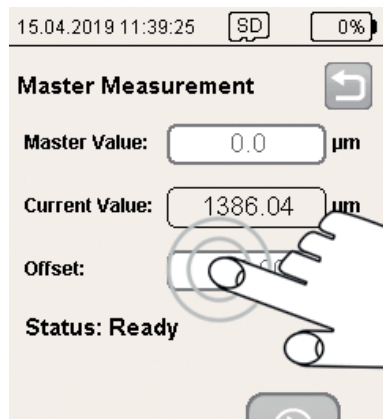 15.04.2019 11:39:25 SD 0%
Master Measurement
Master Value: 0.0 µm
Current Value: 1386.04 µm
Offset:
Status: Ready